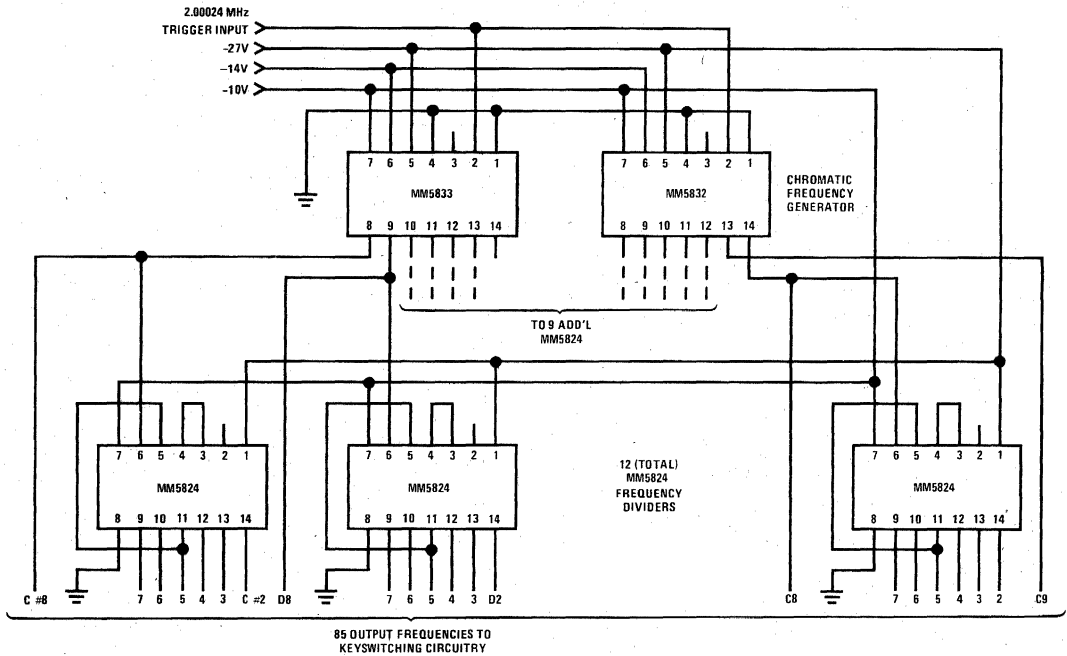 2.00024 MHz
TRIGGER INPUT
-27V
-14V
-10V
7 6 5 4 3 2 1
MM5833
8 9 10 11 12 13 14
7 6 5 4 3 2 1
MM5832
8 9 10 11 12 13 14
CHROMATIC
FREQUENCY
GENERATOR
TO 9 ADD'L
MM5824
7 6 5 4 3 2 1
MM5824
8 9 10 11 12 13 14
7 6 5 4 3 2 1
MM5824
8 9 10 11 12 13 14
12 (TOTAL)
MM5824
FREQUENCY
DIVIDERS
7 6 5 4 3 2 1
MM5824
8 9 10 11 12 13 14
C #8 7 6 5 4 3 C #2 D8 7 6 5 4 3 D2 C8 7 6 5 4 3 2 C9
85 OUTPUT FREQUENCIES TO
KEYSWITCHING CIRCUITRY